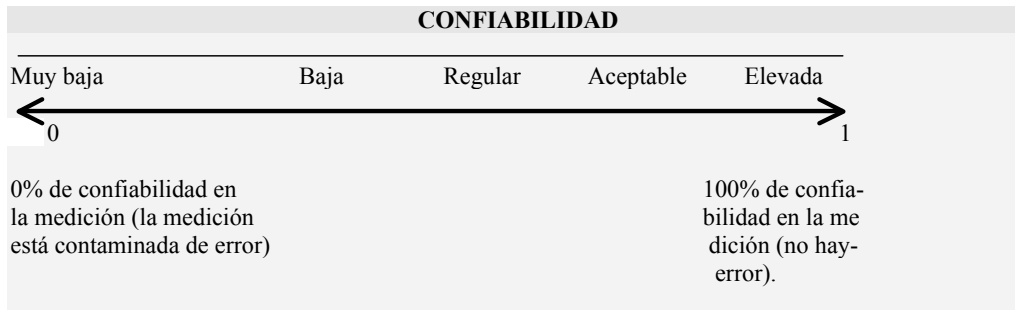 CONFIABILIDAD
Muy baja Baja Regular Aceptable Elevada
0 1
0% de confiabilidad en
la medición (la medición
está contaminada de error)
100% de confia-
bilidad en la me
dición (no hay-
error).